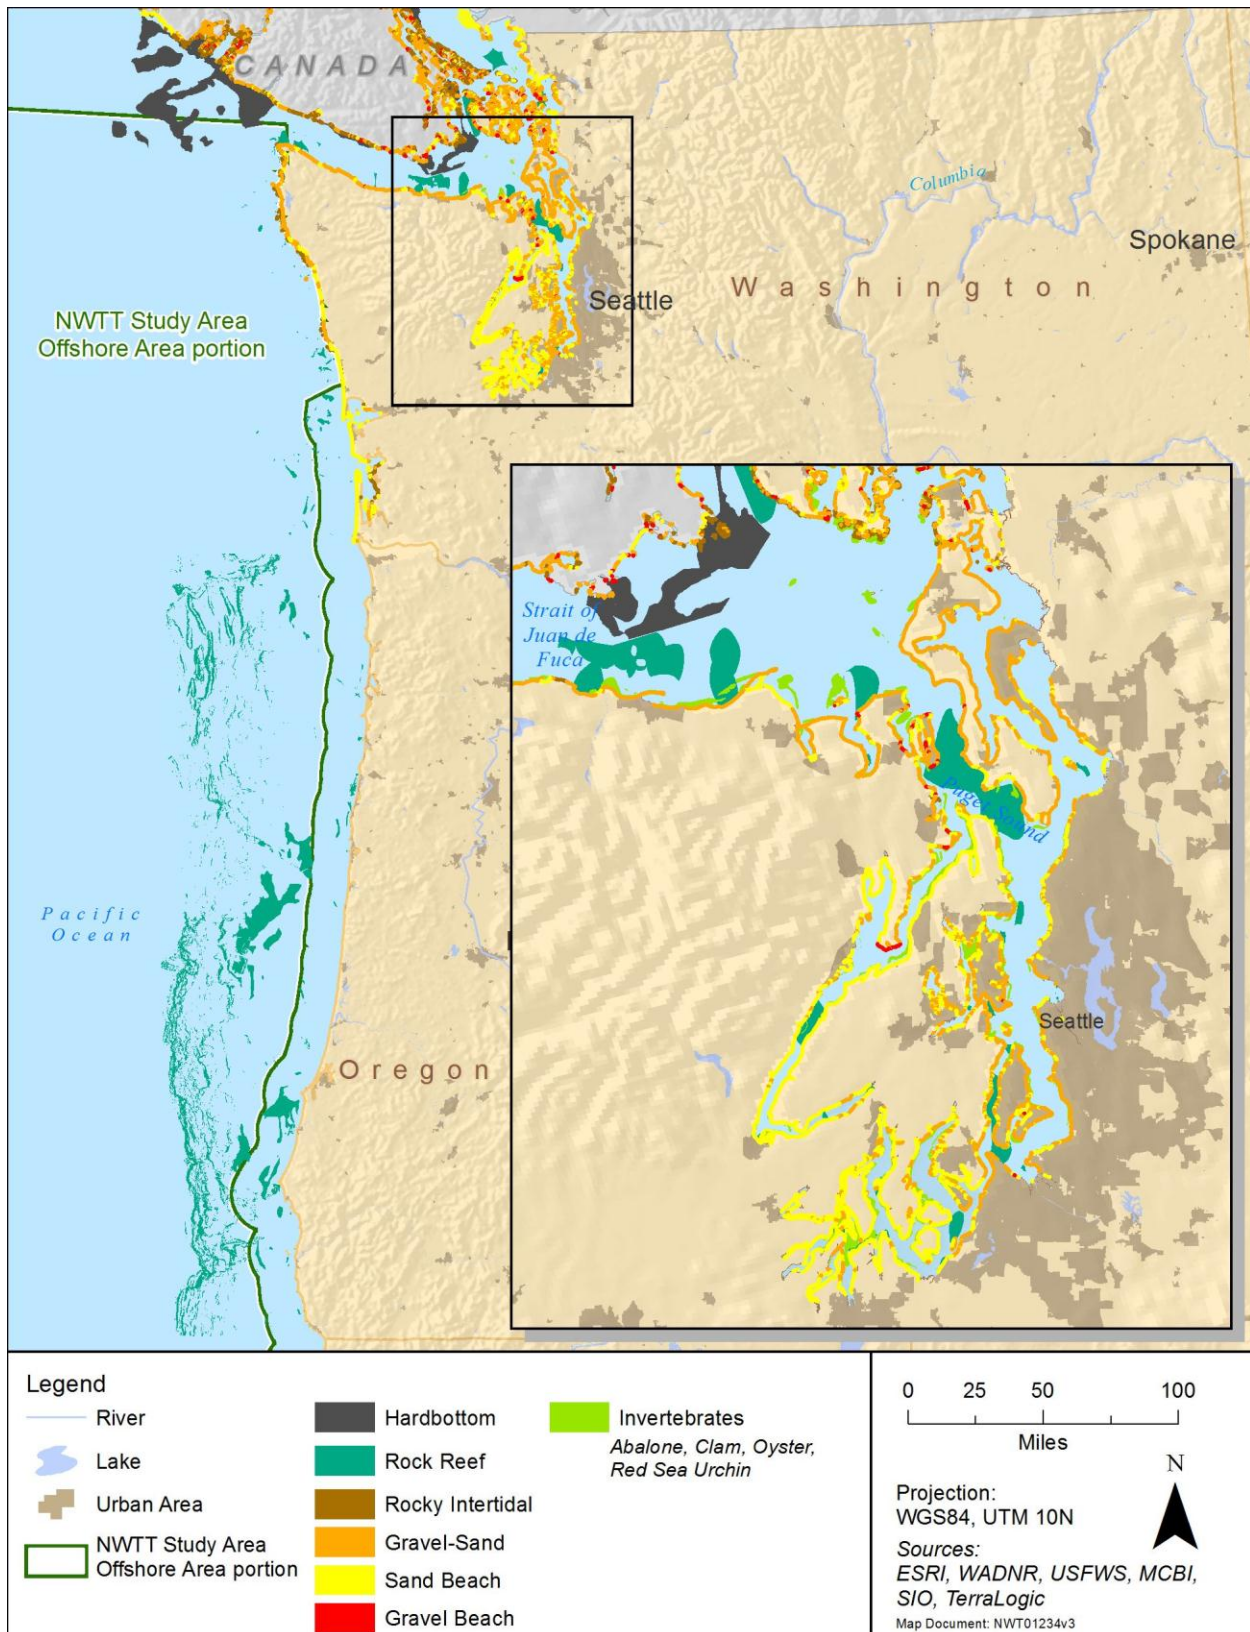 CANADA
Columbia
Spokane
Washington
Seattle
NWTT Study Area
Offshore Area portion
Strait of
Juan de
Fuca
Puget Sound
Pacific
Ocean
Seattle
Oregon
Legend
River
Lake
Urban Area
NWTT Study Area
Offshore Area portion
Hardbottom
Rock Reef
Rocky Intertidal
Gravel-Sand
Sand Beach
Gravel Beach
Invertebrates
Abalone, Clam, Oyster,
Red Sea Urchin
0 25 50 100
Miles
N
Projection:
WGS84, UTM 10N
Sources:
ESRI, WADNR, USFWS, MCBI,
SIO, TerraLogic
Map Document: NWT01234v3